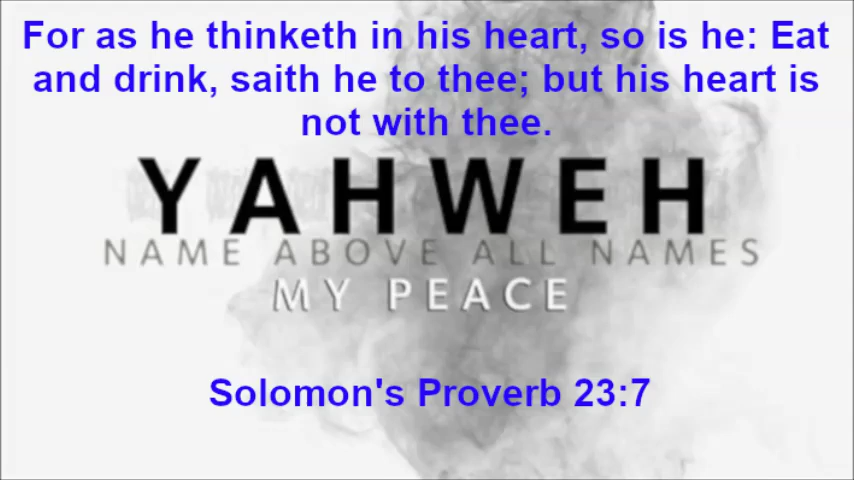 For as he thinketh in his heart, so is he: Eat
and drink, saith he to thee; but his heart is
not with thee.
YAHWEH
NAME ABOVE ALL NAMES
MY PEACE
Solomon's Proverb 23:7